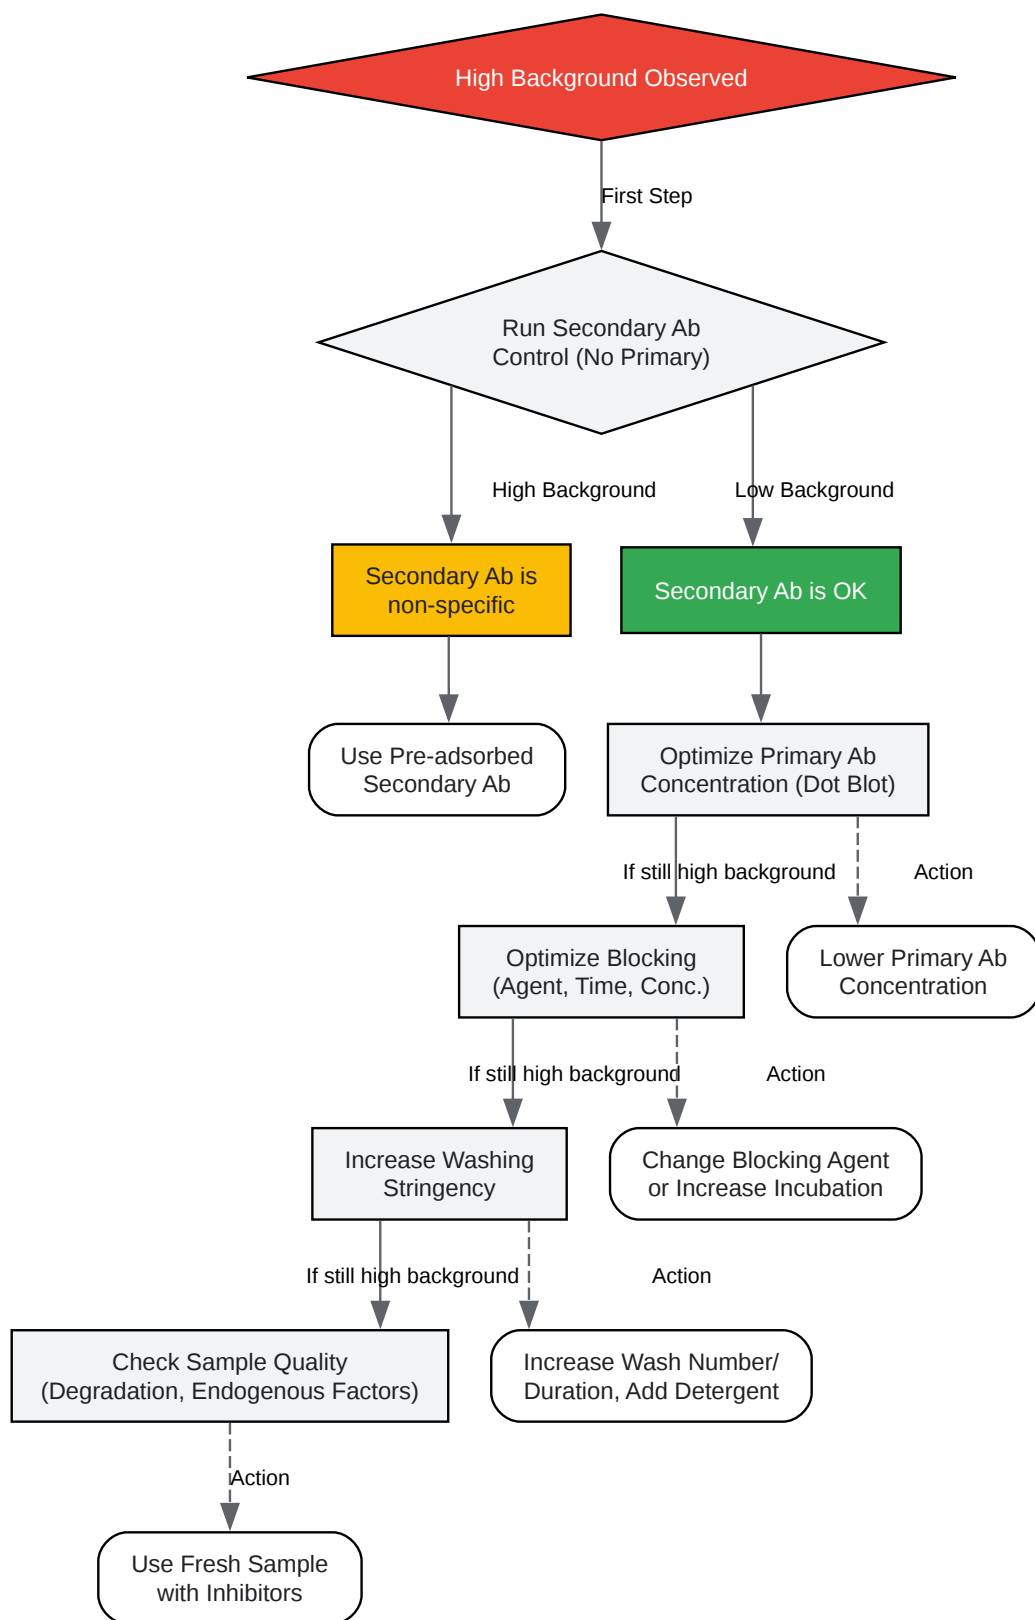 High Background Observed
First Step
Run Secondary Ab
Control (No Primary)
High Background
Low Background
Secondary Ab is
non-specific
Secondary Ab is OK
Use Pre-adsorbed
Secondary Ab
Optimize Primary Ab
Concentration (Dot Blot)
If still high background
Action
Optimize Blocking
(Agent, Time, Conc.)
Lower Primary Ab
Concentration
If still high background
Action
Increase Washing
Stringency
Change Blocking Agent
or Increase Incubation
If still high background
Action
Check Sample Quality
(Degradation, Endogenous Factors)
Increase Wash Number/
Duration, Add Detergent
Action
Use Fresh Sample
with Inhibitors